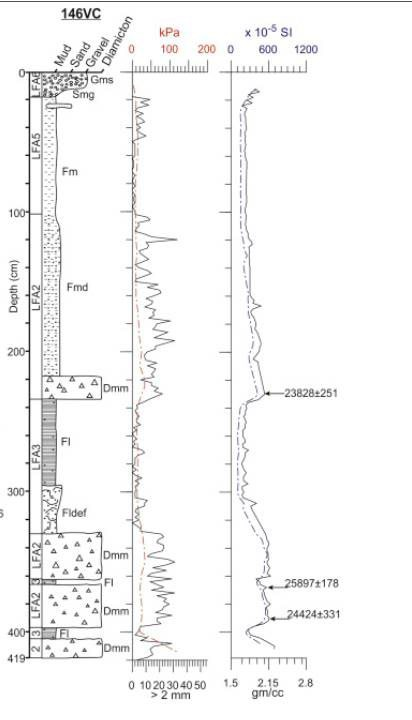 146VC
Mud
Sand
Gravel
Diamicton
kPa
0 100 200
x 10-5 SI
0 600 1200
0
LFA6
Gms
Smg
LFA5
Fm
100
Depth (cm)
LFA2
Fmd
200
Dmm
23828±251
LFA3
Fl
300
Fldef
6
LFA2
Dmm
3
Fl
25897±178
LFA2
Dmm
24424±331
400
3
Fl
2
Dmm
419
0 10 20 30 40 50
> 2 mm
1.5 2.15 2.8
gm/cc